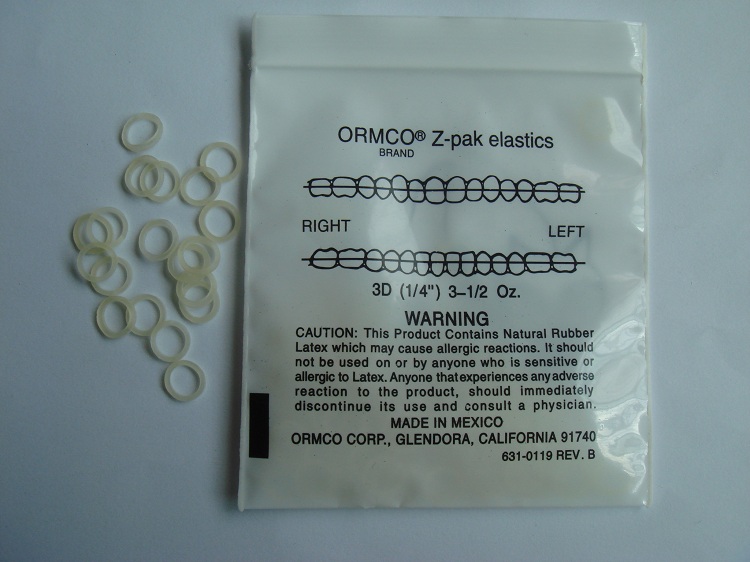 ORMCO® Z-pak elastics
BRAND
RIGHT
LEFT
3D (1/4") 3–1/2 Oz.
WARNING
CAUTION: This Product Contains Natural Rubber
Latex which may cause allergic reactions. It should
not be used on or by anyone who is sensitive or
allergic to Latex. Anyone that experiences any adverse
reaction to the product, should immediately
discontinue its use and consult a physician.
MADE IN MEXICO
ORMCO CORP., GLENDORA, CALIFORNIA 91740
631-0119 REV. B